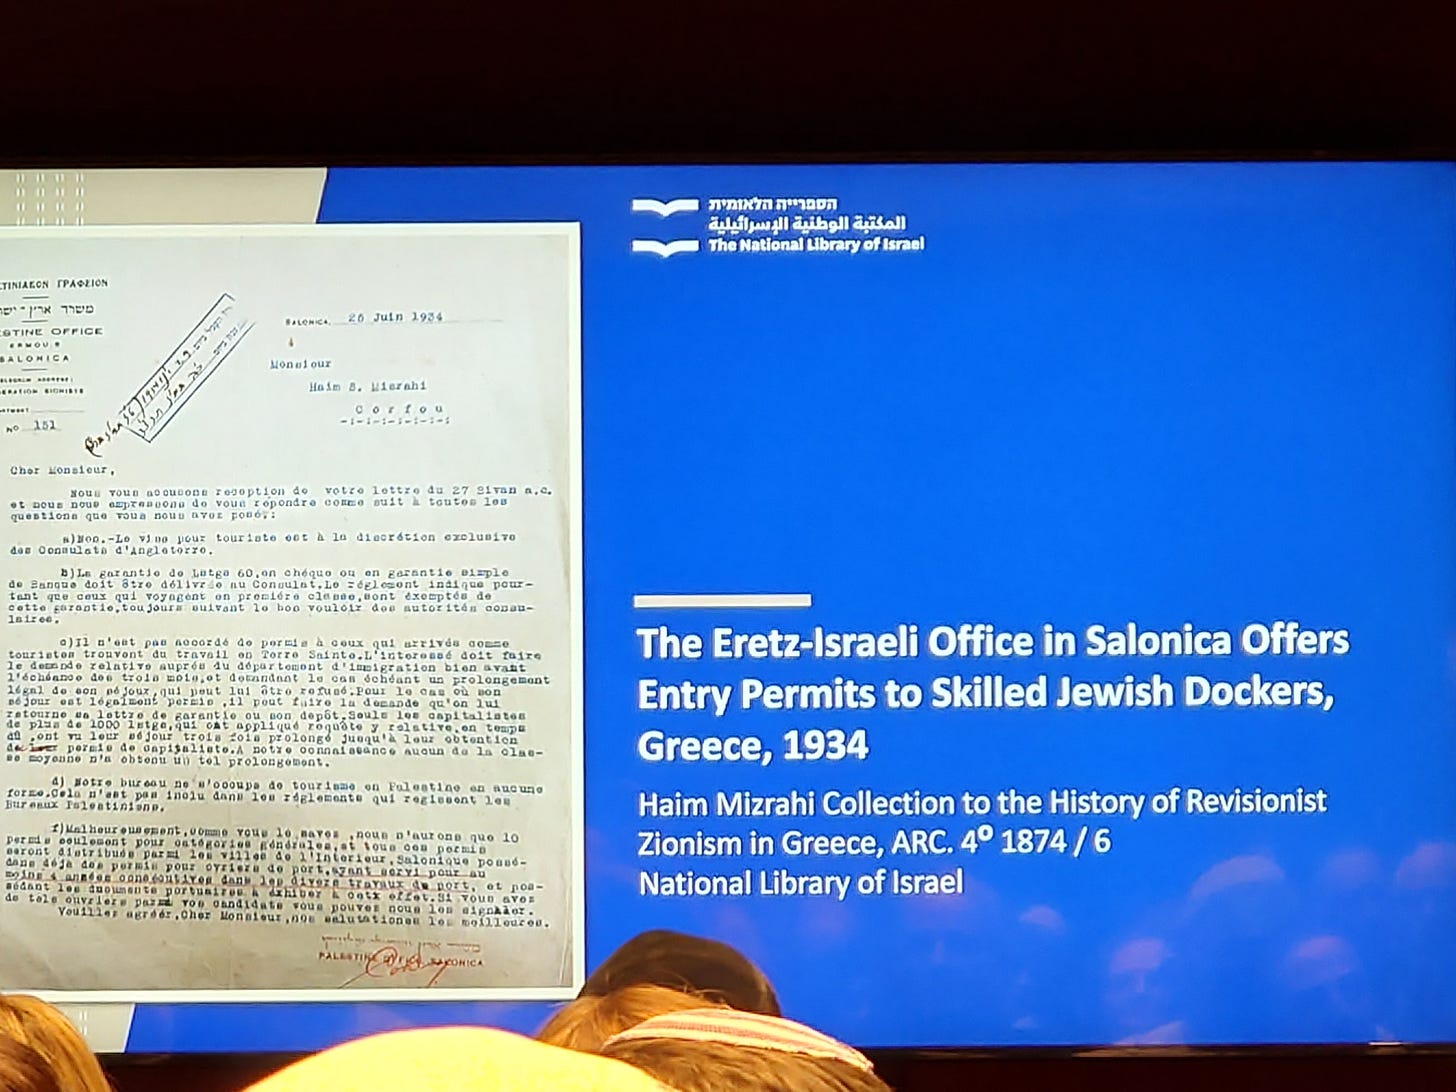 ΤΙΝΙΑΚΟΝ ΓΡΑΦΕΙΟΝ
משרד ארץ-ישר
STINE OFFICE
ERMOU 8
SALONICA
No 151
SALONICA, 26 Juin 1934
Monsieur
Haim S. Misrahi
Corfou
Cher Monsieur,
Nous vous accusons reception de votre lettre du 27 Sivan a.c.
et nous nous empressons de vous répondre comme suit à toutes les
questions que vous nous avez posé,:
a)Non.-Le visa pour touriste est à la discrétion exclusive
des Consulats d'Angleterre.
b)La garantie de Lstge 60,en chèque ou en garantie simple
de Banque doit être délivrée au Consulat.Le réglement indique pour-
tant que ceux qui voyagent en première classe,sont exemptés de
cette garantie,toujours suivant le bon vouloir des autorités consu-
laires.
c)Il n'est pas accordé de permis à ceux qui arrivés comme
touristes trouvent du travail en Terre Sainte.L'interessé doit faire
le demande relative auprés du département d'immigration bien avant
l'échéance des trois mois,et demandant le cas échéant un prolongement
légal de son séjour,qui peut lui être refusé.Pour le cas où son
séjour est légalement permis ,il peut faire la demande qu'on lui
retourne sa lettre de garantie ou son depôt.Seuls les capitalistes
de plus de 1000 lstge,qui ont appliqué requête y relative,en temps
dû ,ont vu leur séjour trois fois prolongé jusqu'à leur obtention
permis de capitaliste.A notre connaissance aucun de la clas-
se moyenne n'a obtenu un tel prolongement.
d) Notre bureau ne s'occupe de tourisme en Palestine en aucune
forme.Cela n'est pas inclu dans les réglements qui regissent les
Bureaux Palestiniens.
f)Malheureusement,comme vous le savez ,nous n'aurons que 10
permis seulement pour catégories générales,et tous ces permis
seront distribués parmi les villes de l'Interieur,Salonique possé-
dans déjà des permis pour ovriers de port,ayant servi pour au
moins 4 années consécutives dans les divers travaux du port, et pos-
sédant les documents portuaires à exhiber à cet effet.Si vous avez
de tels ouvriers parmi vos candidats vous pouvez nous les signaler.
Veuillez agréer,Cher Monsieur,nos salutations les meilleures.
PALESTINE OFFICE SALONICA
הספרייה הלאומית
المكتبة الوطنية الإسرائيلية
The National Library of Israel
The Eretz-Israeli Office in Salonica Offers
Entry Permits to Skilled Jewish Dockers,
Greece, 1934
Haim Mizrahi Collection to the History of Revisionist
Zionism in Greece, ARC. 4º 1874 / 6
National Library of Israel